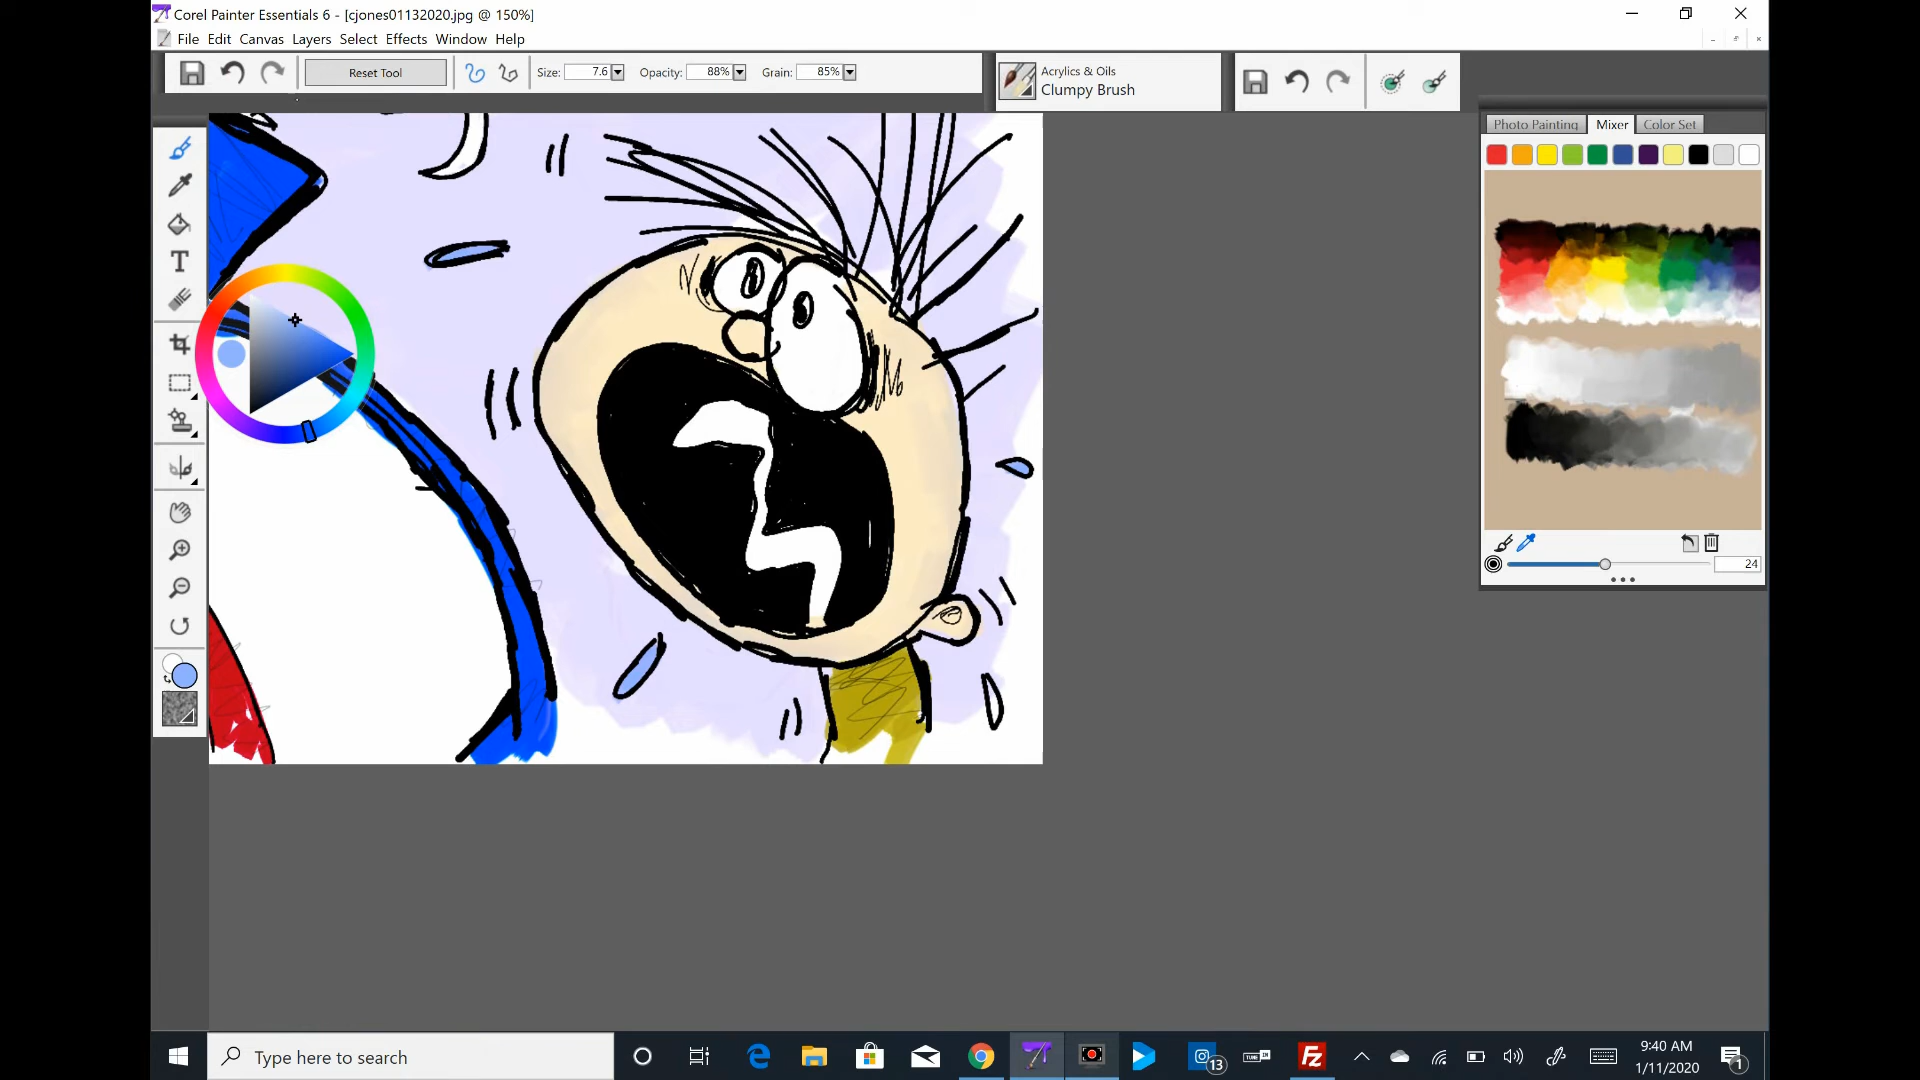 Corel Painter Essentials 6 - [cjones01132020.jpg @ 150%]
File Edit Canvas Layers Select Effects Window Help
Reset Tool Size: 7.6 Opacity: 88% Grain: 85%
Acrylics & Oils
Clumpy Brush
Photo Painting Mixer Color Set
T
24
Type here to search
13
Fz
9:40 AM
1/11/2020
1